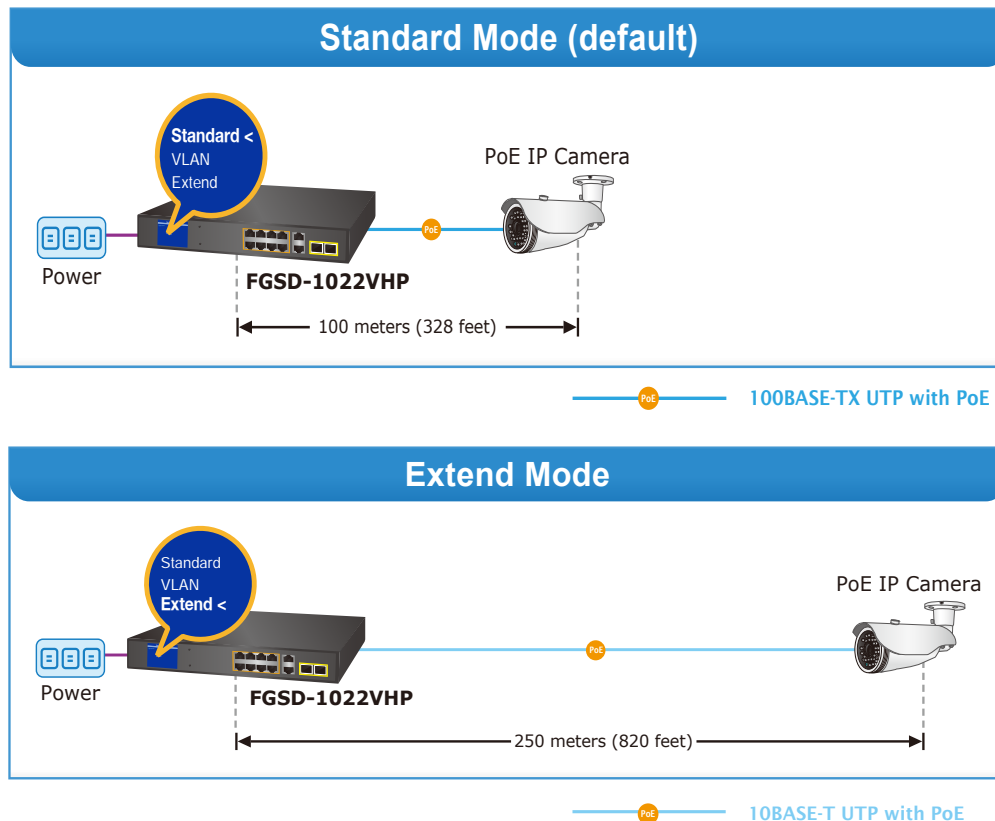 Standard Mode (default)
Standard <
VLAN
Extend
PoE IP Camera
PoE
Power
FGSD-1022VHP
100 meters (328 feet)
PoE
100BASE-TX UTP with PoE
Extend Mode
Standard
VLAN
Extend <
PoE IP Camera
PoE
Power
FGSD-1022VHP
250 meters (820 feet)
PoE
10BASE-T UTP with PoE